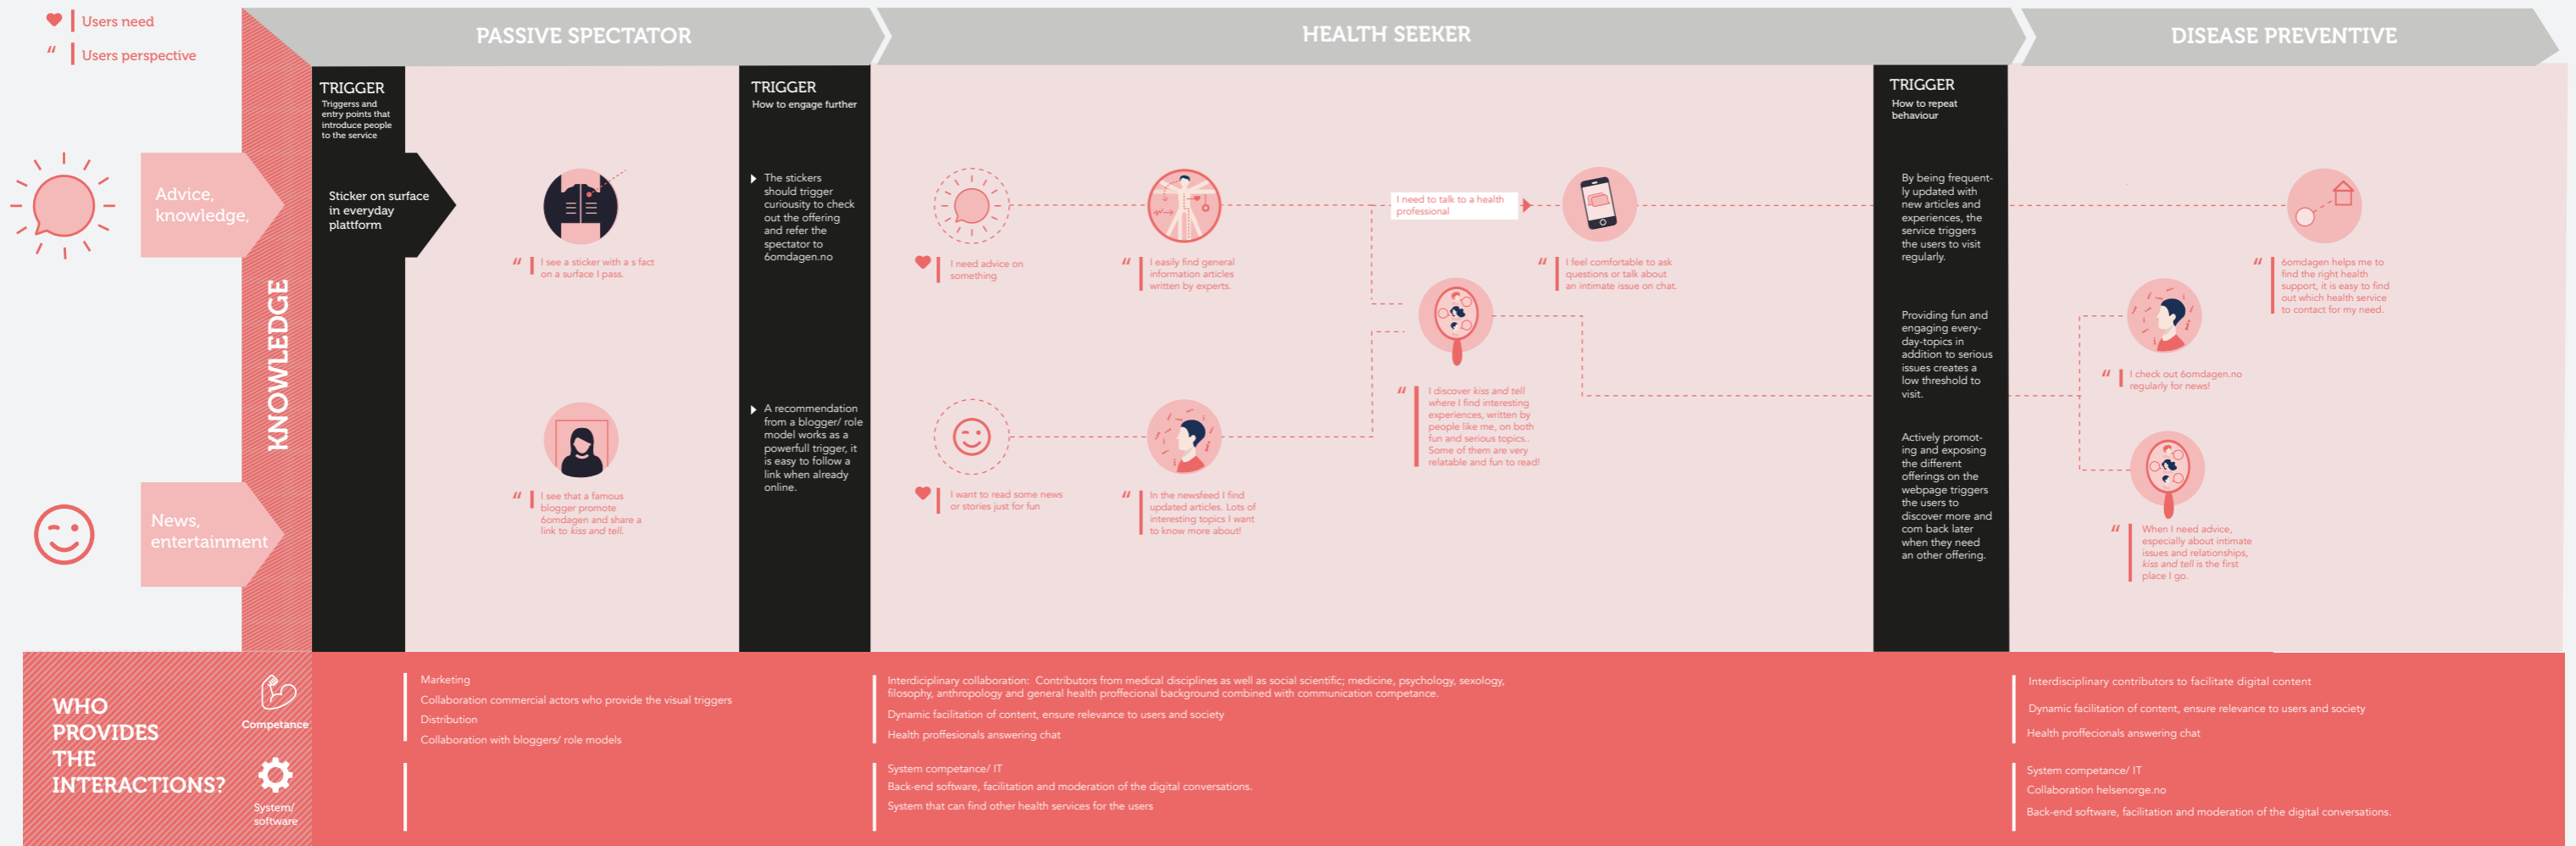 Users need
Users perspective
PASSIVE SPECTATOR
HEALTH SEEKER
DISEASE PREVENTIVE
KNOWLEDGE
Advice,
knowledge,
News,
entertainment
TRIGGER
Triggerss and
entry points that
introduce people
to the service
Sticker on surface
in everyday
plattform
“ I see a sticker with a s fact
on a surface I pass.
“ I see that a famous
blogger promote
6omdagen and share a
link to kiss and tell.
TRIGGER
How to engage further
The stickers
should trigger
curiousity to check
out the offering
and refer the
spectator to
6omdagen.no
A recommendation
from a blogger/ role
model works as a
powerfull trigger, it
is easy to follow a
link when already
online.
I need advice on
something
“ I easily find general
information articles
written by experts.
I need to talk to a health
professional
“ I feel comfortable to ask
questions or talk about
an intimate issue on chat.
“ I discover kiss and tell
where I find interesting
experiences, written by
people like me, on both
fun and serious topics..
Some of them are very
relatable and fun to read!
I want to read some news
or stories just for fun
“ In the newsfeed I find
updated articles. Lots of
interesting topics I want
to know more about!
TRIGGER
How to repeat
behaviour
By being frequent-
ly updated with
new articles and
experiences, the
service triggers
the users to visit
regularly.
Providing fun and
engaging every-
day-topics in
addition to serious
issues creates a
low threshold to
visit.
Actively promot-
ing and exposing
the different
offerings on the
webpage triggers
the users to
discover more and
com back later
when they need
an other offering.
“ 6omdagen helps me to
find the right health
support, it is easy to find
out which health service
to contact for my need.
“ I check out 6omdagen.no
regularly for news!
“ When I need advice,
especially about intimate
issues and relationships,
kiss and tell is the first
place I go.
WHO
PROVIDES
THE
INTERACTIONS?
Competance
System/
software
Marketing
Collaboration commercial actors who provide the visual triggers
Distribution
Collaboration with bloggers/ role models
Interdiciplinary collaboration: Contributors from medical disciplines as well as social scientific; medicine, psychology, sexology,
filosophy, anthropology and general health proffecional background combined with communication competance.
Dynamic facilitation of content, ensure relevance to users and society
Health proffesionals answering chat
System competance/ IT
Back-end software, facilitation and moderation of the digital conversations.
System that can find other health services for the users
Interdisciplinary contributors to facilitate digital content
Dynamic facilitation of content, ensure relevance to users and society
Health proffecionals answering chat
System competance/ IT
Collaboration helsenorge.no
Back-end software, facilitation and moderation of the digital conversations.